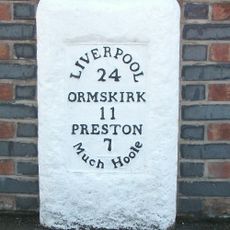 LIVERPOOL
24
ORMSKIRK
11
PRESTON
7
Much Hoole